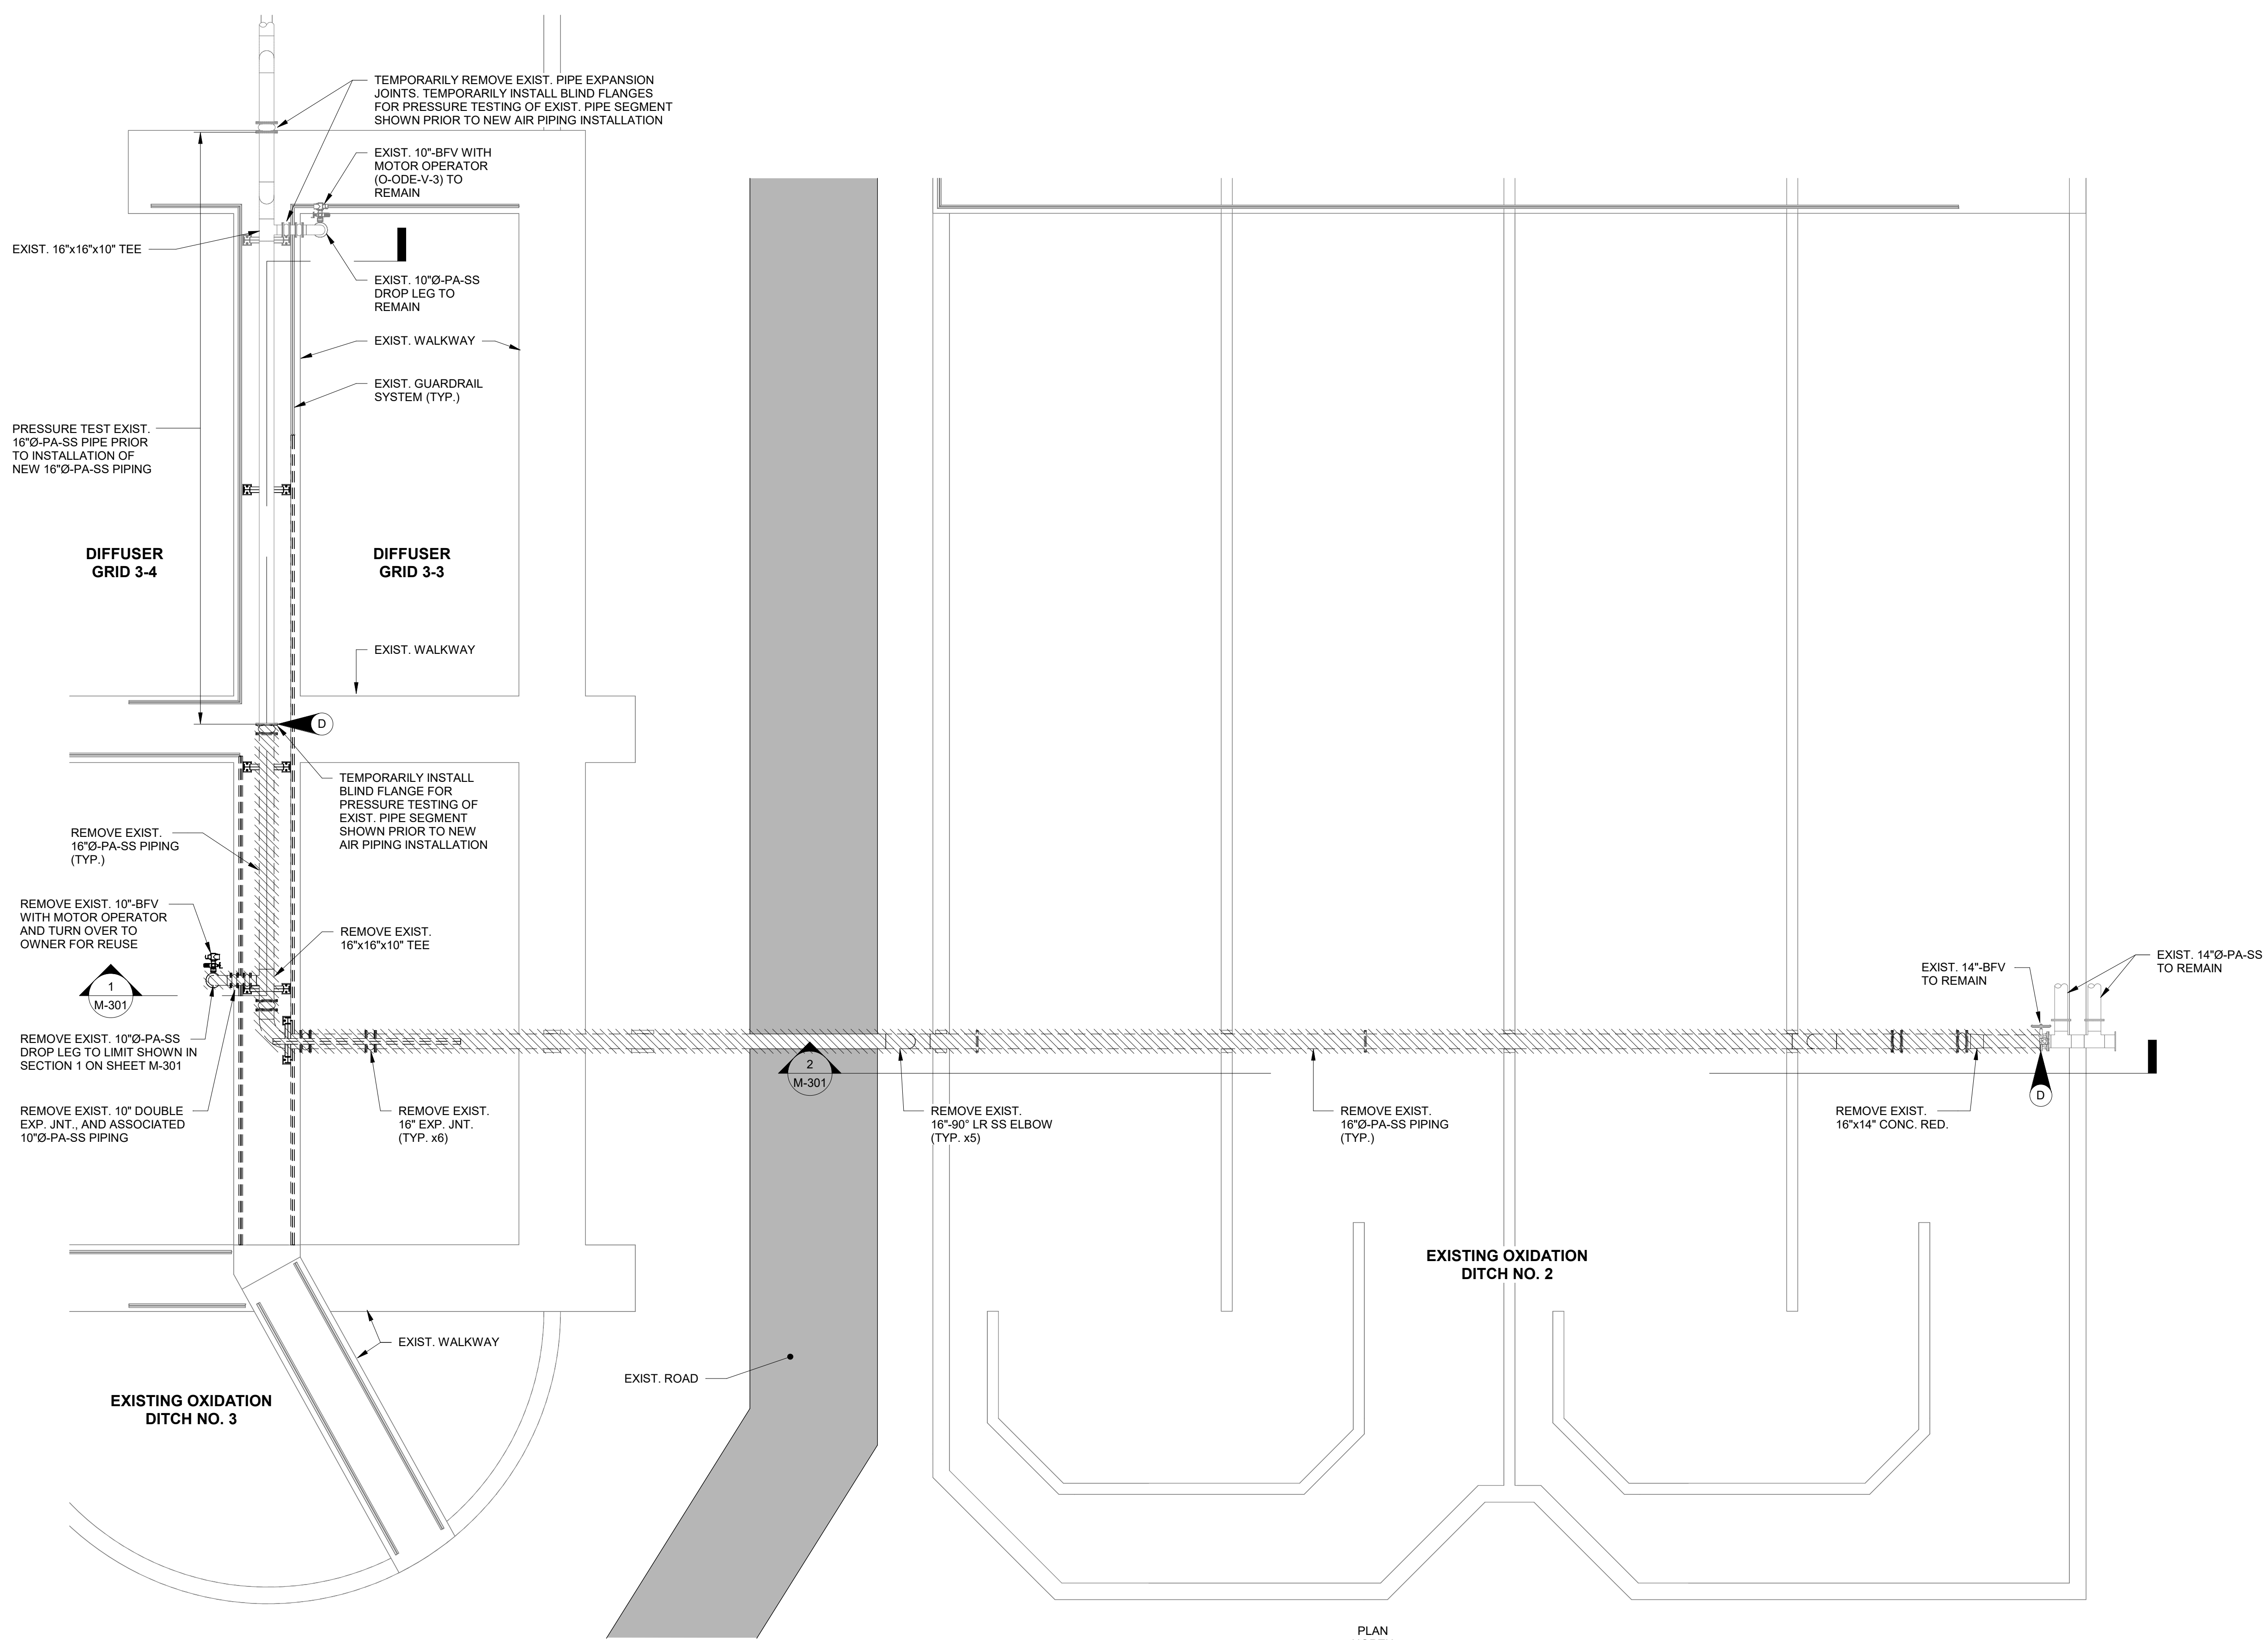 TEMPORARILY REMOVE EXIST. PIPE EXPANSION
JOINTS. TEMPORARILY INSTALL BLIND FLANGES
FOR PRESSURE TESTING OF EXIST. PIPE SEGMENT
SHOWN PRIOR TO NEW AIR PIPING INSTALLATION
EXIST. 10"-BFV WITH
MOTOR OPERATOR
(O-ODE-V-3) TO
REMAIN
EXIST. 16"x16"x10" TEE
EXIST. 10"Ø-PA-SS
DROP LEG TO
REMAIN
EXIST. WALKWAY
EXIST. GUARDRAIL
SYSTEM (TYP.)
PRESSURE TEST EXIST.
16"Ø-PA-SS PIPE PRIOR
TO INSTALLATION OF
NEW 16"Ø-PA-SS PIPING
DIFFUSER
GRID 3-4
DIFFUSER
GRID 3-3
EXIST. WALKWAY
D
TEMPORARILY INSTALL
BLIND FLANGE FOR
PRESSURE TESTING OF
EXIST. PIPE SEGMENT
SHOWN PRIOR TO NEW
AIR PIPING INSTALLATION
REMOVE EXIST.
16"Ø-PA-SS PIPING
(TYP.)
REMOVE EXIST. 10"-BFV
WITH MOTOR OPERATOR
AND TURN OVER TO
OWNER FOR REUSE
REMOVE EXIST.
16"x16"x10" TEE
1
M-301
REMOVE EXIST. 10"Ø-PA-SS
DROP LEG TO LIMIT SHOWN IN
SECTION 1 ON SHEET M-301
REMOVE EXIST. 10" DOUBLE
EXP. JNT., AND ASSOCIATED
10"Ø-PA-SS PIPING
REMOVE EXIST.
16" EXP. JNT.
(TYP. x6)
2
M-301
REMOVE EXIST.
16"-90° LR SS ELBOW
(TYP. x5)
REMOVE EXIST.
16"Ø-PA-SS PIPING
(TYP.)
REMOVE EXIST.
16"x14" CONC. RED.
EXIST. 14"-BFV
TO REMAIN
EXIST. 14"Ø-PA-SS
TO REMAIN
D
EXISTING OXIDATION
DITCH NO. 2
EXIST. WALKWAY
EXIST. ROAD
EXISTING OXIDATION
DITCH NO. 3
PLAN